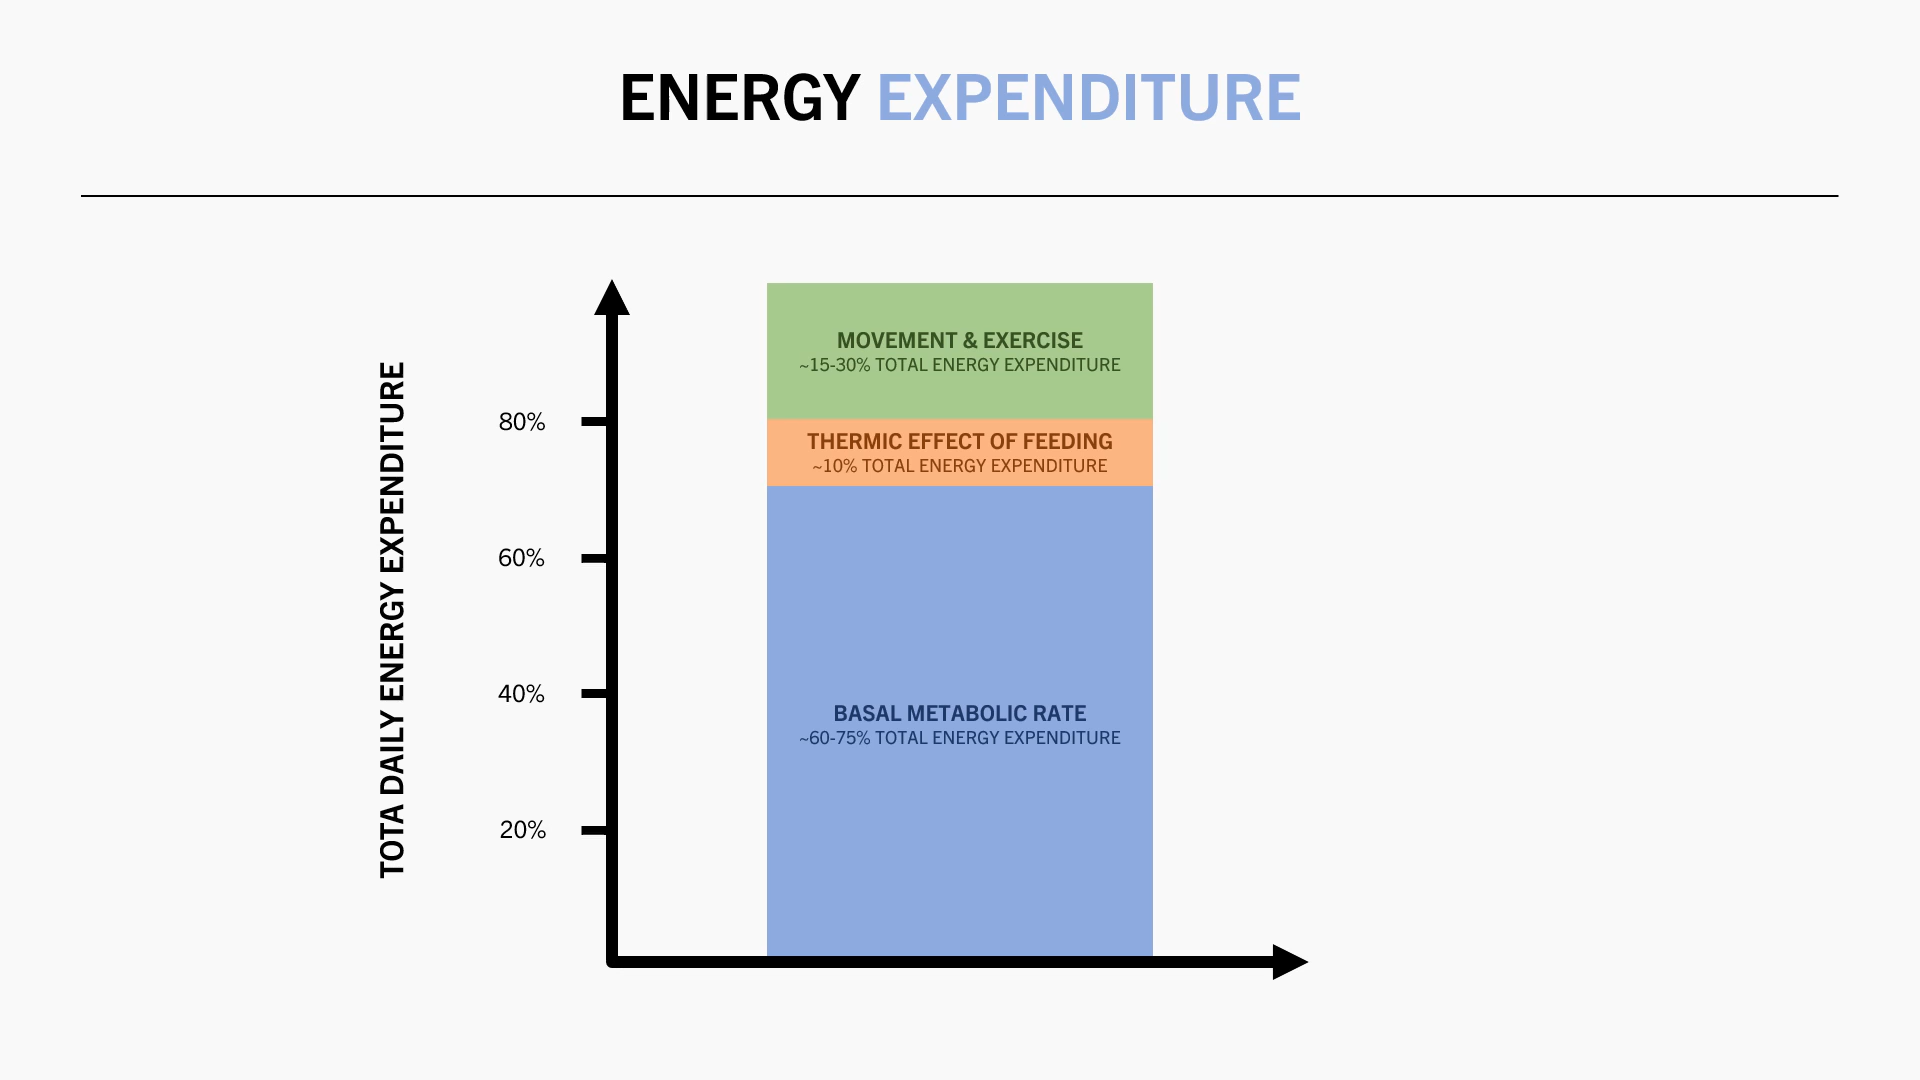 ENERGY EXPENDITURE
TOTA DAILY ENERGY EXPENDITURE
80%
60%
40%
20%
MOVEMENT & EXERCISE
~15-30% TOTAL ENERGY EXPENDITURE
THERMIC EFFECT OF FEEDING
~10% TOTAL ENERGY EXPENDITURE
BASAL METABOLIC RATE
~60-75% TOTAL ENERGY EXPENDITURE